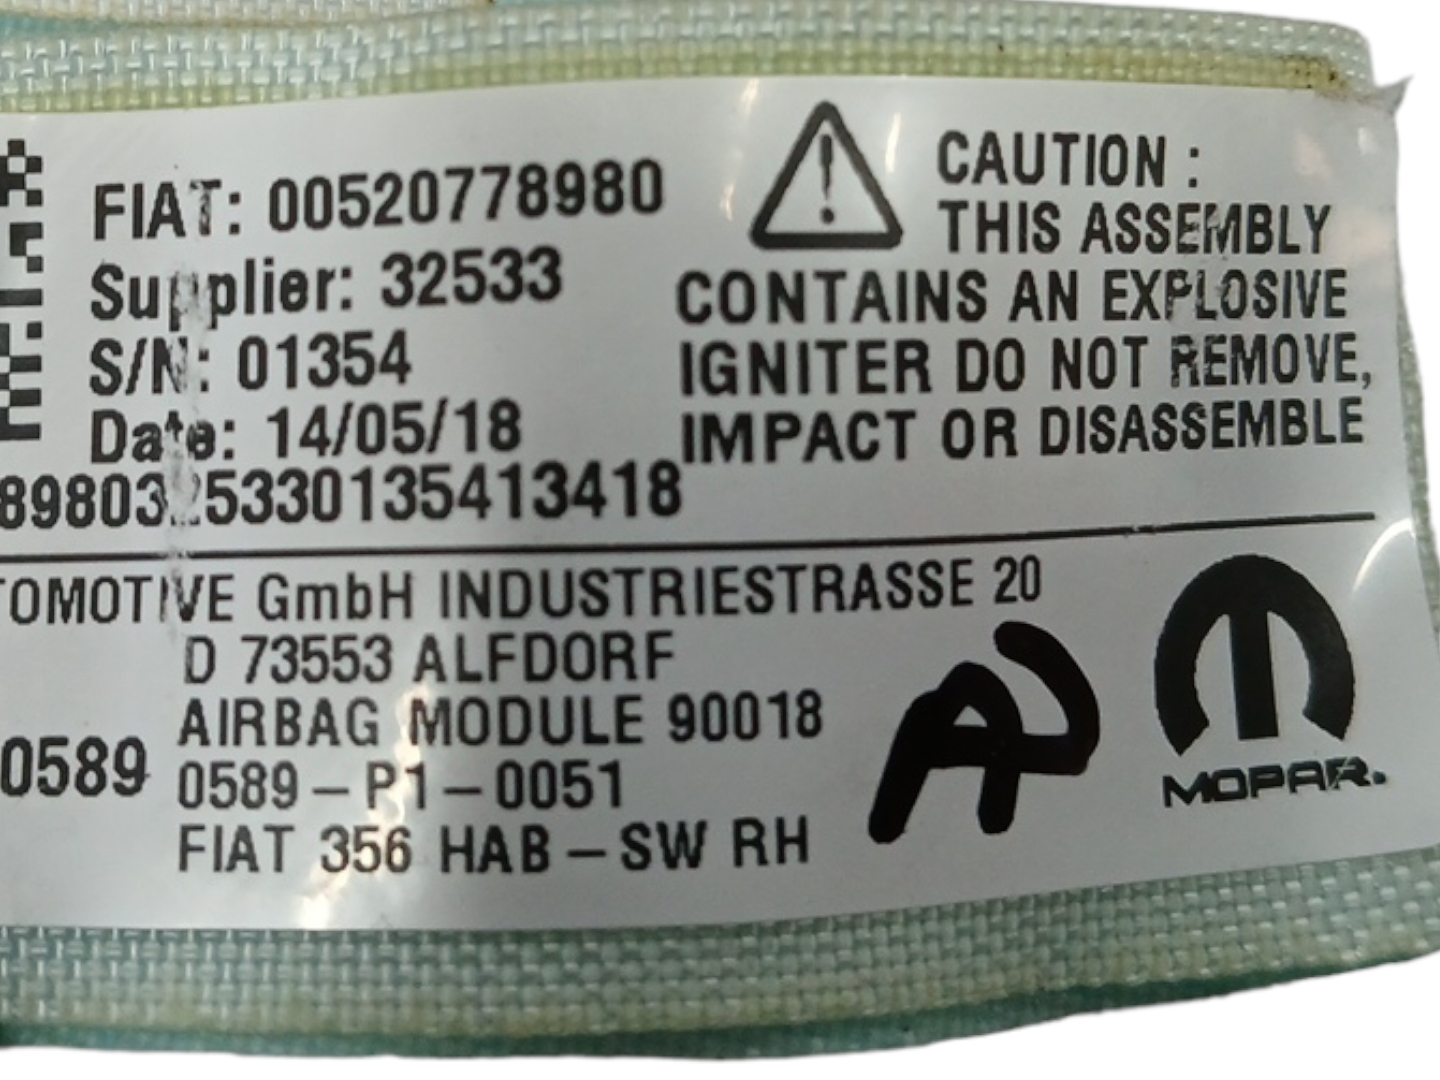 FIAT: 00520778980
Supplier: 32533
S/N: 01354
Date: 14/05/18
CAUTION :
THIS ASSEMBLY
CONTAINS AN EXPLOSIVE
IGNITER DO NOT REMOVE,
IMPACT OR DISASSEMBLE
GmbH INDUSTRIESTRASSE 20
D 73553 ALFDORF
AIRBAG MODULE 90018
0589
0589-P1-0051
FIAT 356 HAB-SW RH
MOPAR.